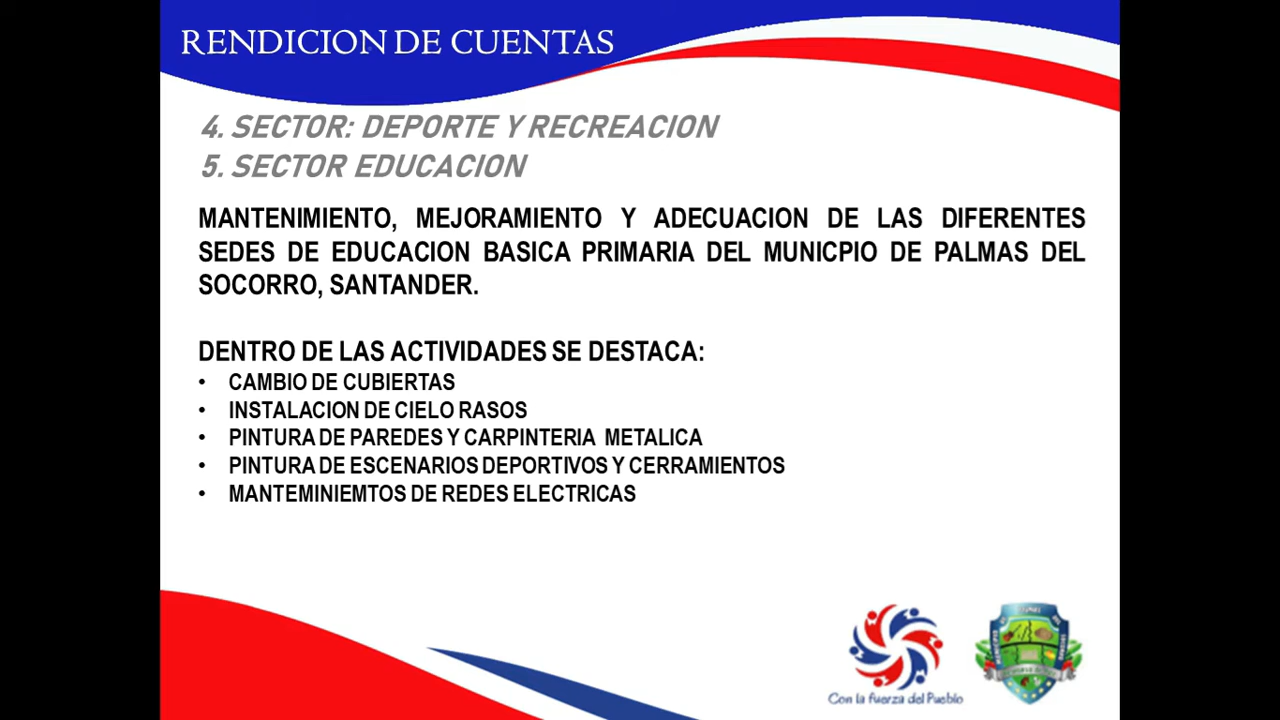 RENDICION DE CUENTAS
4. SECTOR: DEPORTE Y RECREACION
5. SECTOR EDUCACION
MANTENIMIENTO, MEJORAMIENTO Y ADECUACION DE LAS DIFERENTES
SEDES DE EDUCACION BASICA PRIMARIA DEL MUNICPIO DE PALMAS DEL
SOCORRO, SANTANDER.
DENTRO DE LAS ACTIVIDADES SE DESTACA:
• CAMBIO DE CUBIERTAS
• INSTALACION DE CIELO RASOS
• PINTURA DE PAREDES Y CARPINTERIA METALICA
• PINTURA DE ESCENARIOS DEPORTIVOS Y CERRAMIENTOS
• MANTEMINIEMTOS DE REDES ELECTRICAS
Con la fuerza del Pueblo